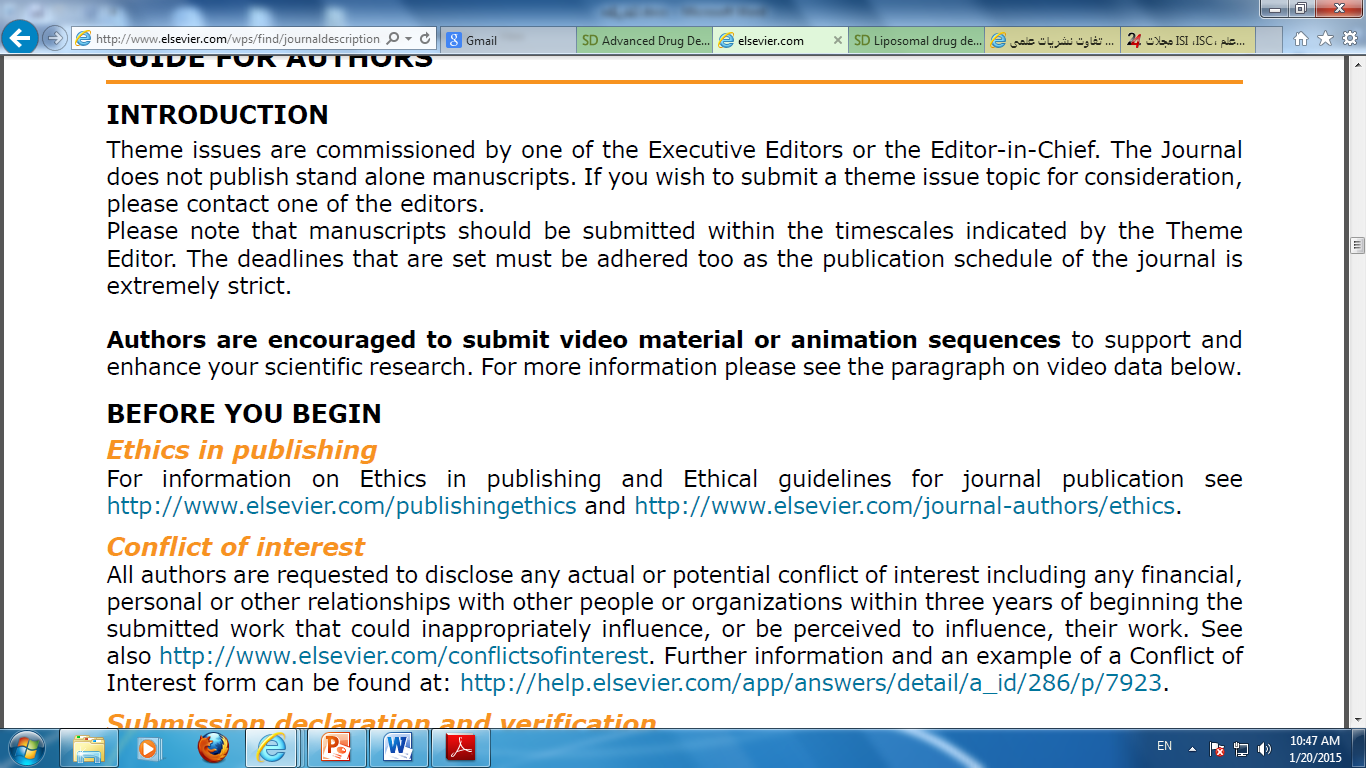 http://www.elsevier.com/wps/find/journaldescription
Gmail
SD Advanced Drug De...
elsevier.com
SD Liposomal drug de...
تفاوت نشریات علمی ...
مجلات ISI ،ISC، علم...
GUIDE FOR AUTHORS
INTRODUCTION
Theme issues are commissioned by one of the Executive Editors or the Editor-in-Chief. The Journal
does not publish stand alone manuscripts. If you wish to submit a theme issue topic for consideration,
please contact one of the editors.
Please note that manuscripts should be submitted within the timescales indicated by the Theme
Editor. The deadlines that are set must be adhered too as the publication schedule of the journal is
extremely strict.
Authors are encouraged to submit video material or animation sequences to support and
enhance your scientific research. For more information please see the paragraph on video data below.
BEFORE YOU BEGIN
Ethics in publishing
For information on Ethics in publishing and Ethical guidelines for journal publication see
http://www.elsevier.com/publishingethics and http://www.elsevier.com/journal-authors/ethics.
Conflict of interest
All authors are requested to disclose any actual or potential conflict of interest including any financial,
personal or other relationships with other people or organizations within three years of beginning the
submitted work that could inappropriately influence, or be perceived to influence, their work. See
also http://www.elsevier.com/conflictsofinterest. Further information and an example of a Conflict of
Interest form can be found at: http://help.elsevier.com/app/answers/detail/a_id/286/p/7923.
Submission declaration and verification
EN
10:47 AM
1/20/2015